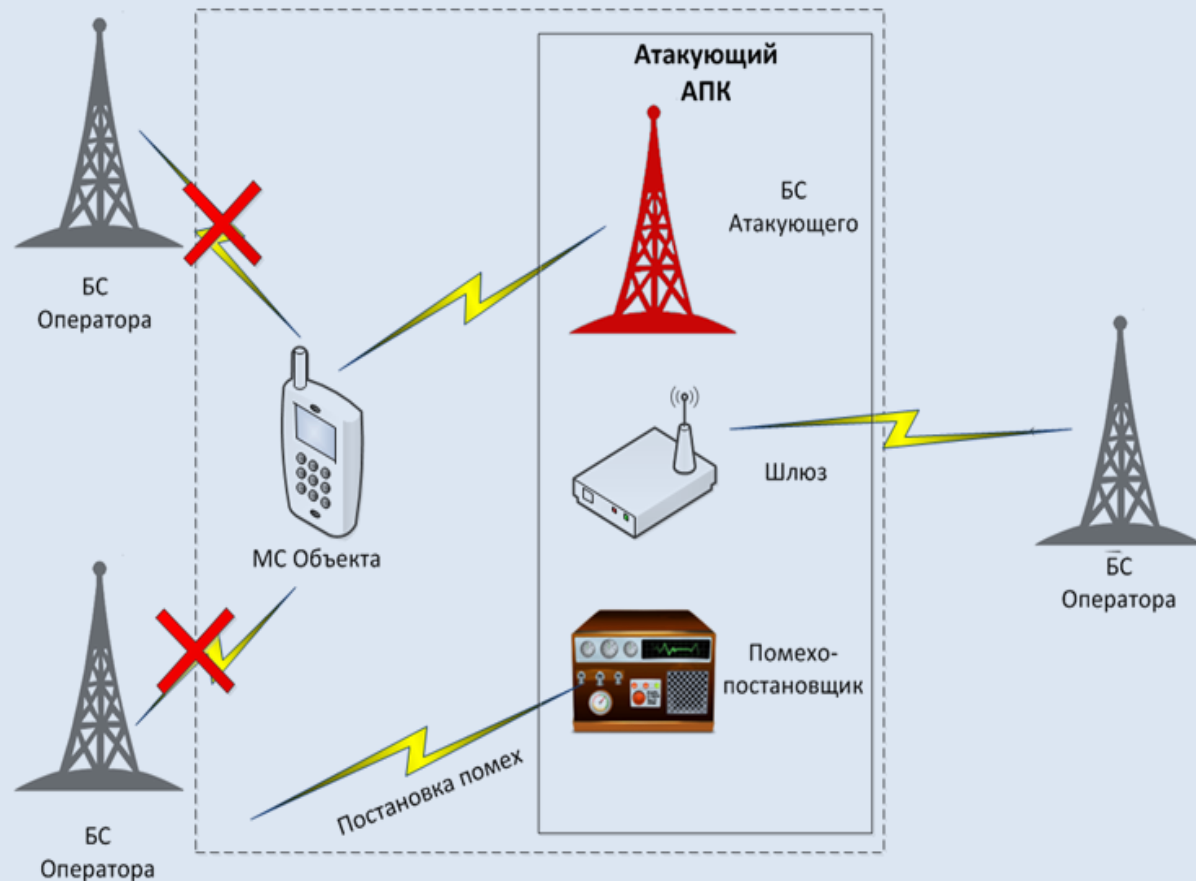 Атакующий
АПК
БС
Атакующего
БС
Оператора
Шлюз
МС Объекта
БС
Оператора
Помехо-
постановщик
Постановка помех
БС
Оператора